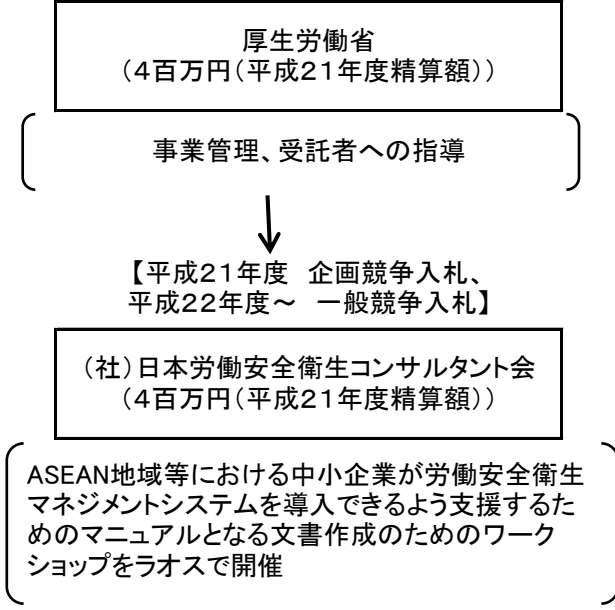 厚生労働省
（４百万円（平成２１年度精算額））
事業管理、受託者への指導
【平成２１年度　企画競争入札、
平成２２年度～　一般競争入札】
（社）日本労働安全衛生コンサルタント会
（４百万円（平成２１年度精算額））
ASEAN地域等における中小企業が労働安全衛生
マネジメントシステムを導入できるよう支援するた
めのマニュアルとなる文書作成のためのワーク
ショップをラオスで開催